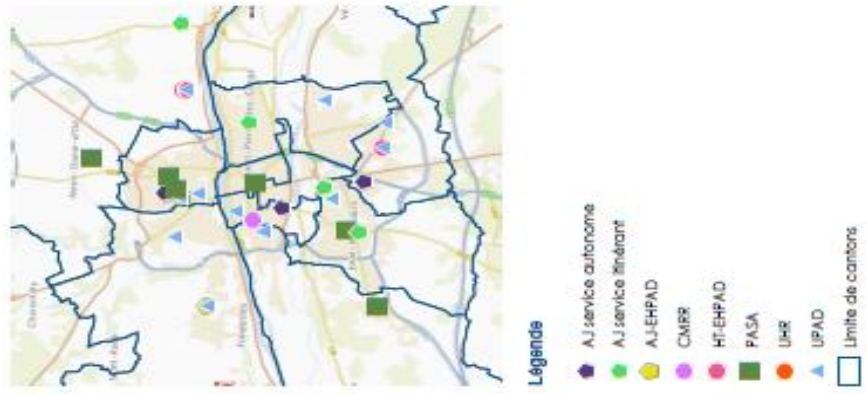 Légende
AJ service autonome
AJ service itinérant
AJ-EHPAD
CMRR
HT-EHPAD
PASA
UHR
UPAD
Limite de cantons